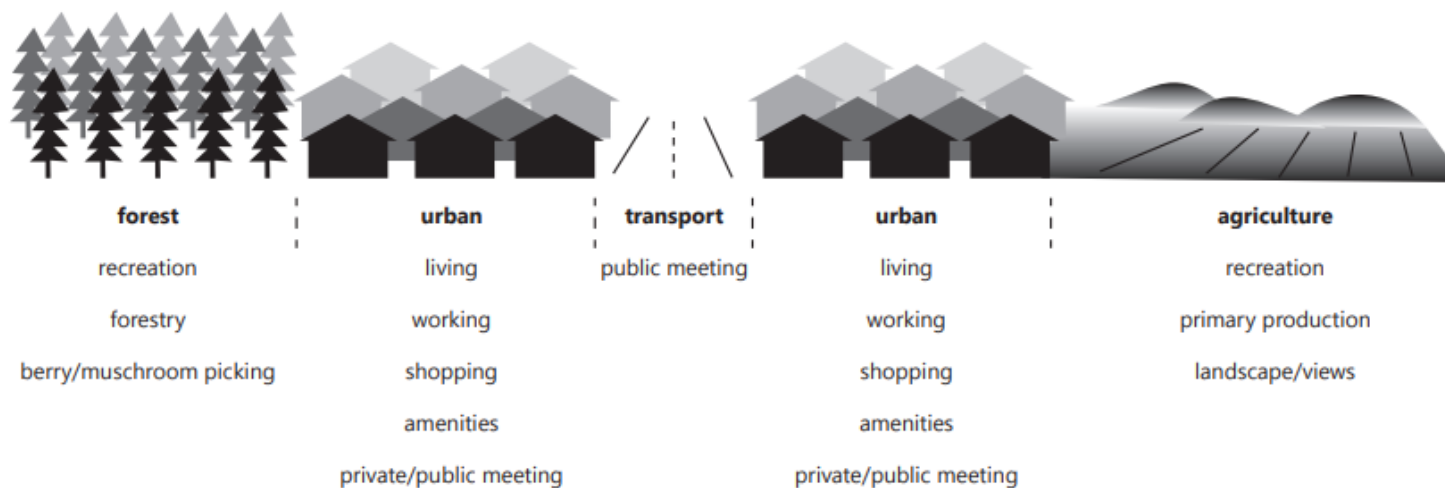 forest
urban
transport
urban
agriculture
recreation
living
public meeting
living
recreation
forestry
working
working
primary production
berry/muschroom picking
shopping
shopping
landscape/views
amenities
amenities
private/public meeting
private/public meeting